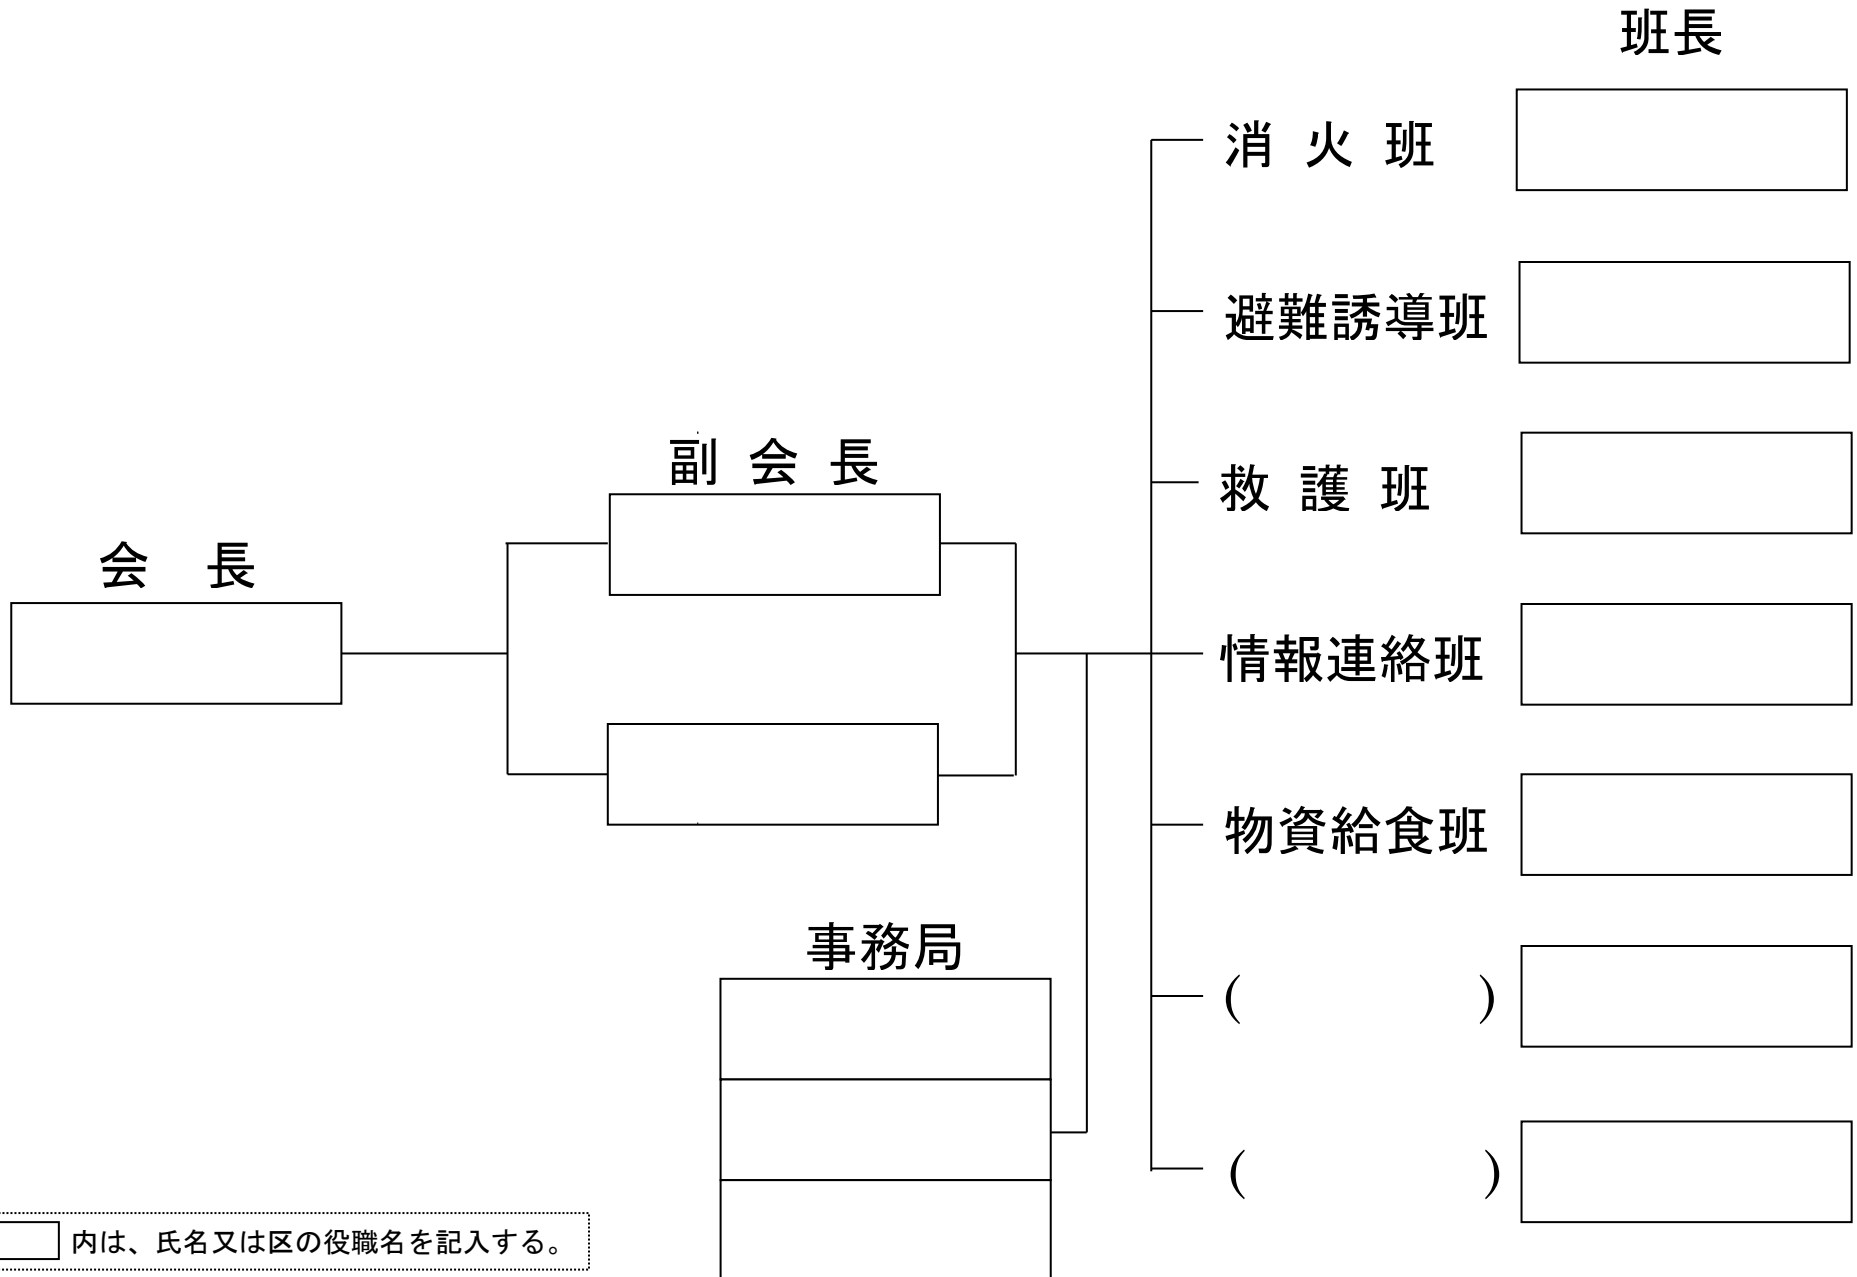 班長
消 火 班
避難誘導班
救 護 班
副 会 長
会 長
情報連絡班
物資給食班
事務局
( )
( )
内は、氏名又は区の役職名を記入する。